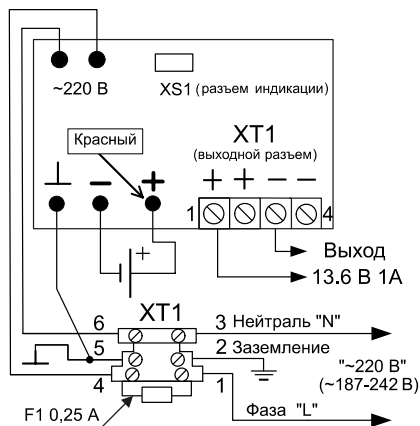 ~220 В
XS1 (разъем индикации)
Красный
XT1
(выходной разъем)
⊥ − +
+ + − −
1 4
+
Выход
13.6 В 1А
XT1
6 3 Нейтраль "N"
5 2 Заземление
"~220 В"
(~187-242 В)
4 1
F1 0,25 А
Фаза "L"